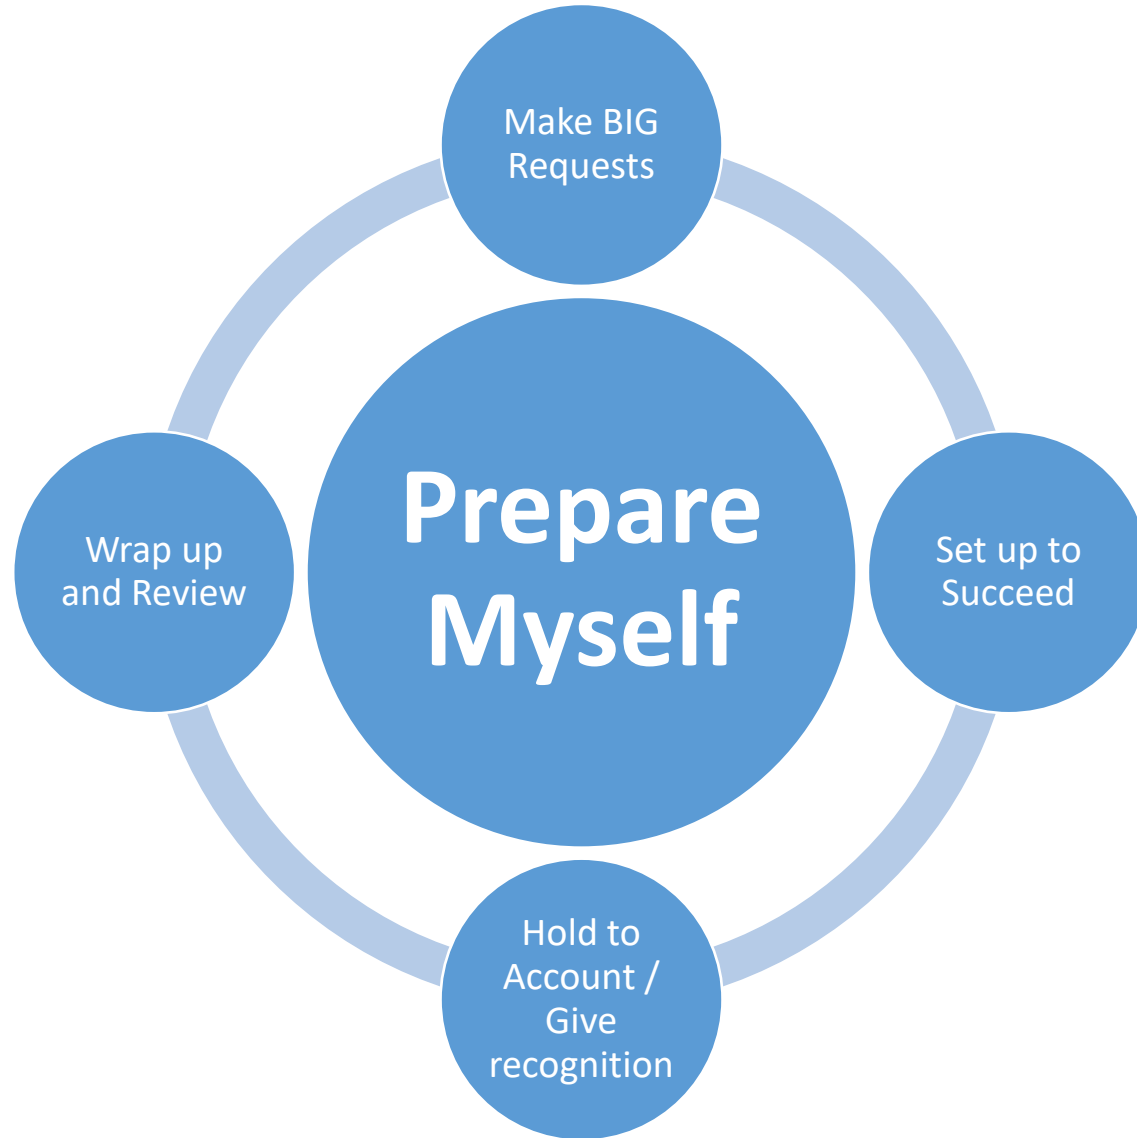 Make BIG
Requests
Prepare
Myself
Wrap up
and Review
Set up to
Succeed
Hold to
Account /
Give
recognition